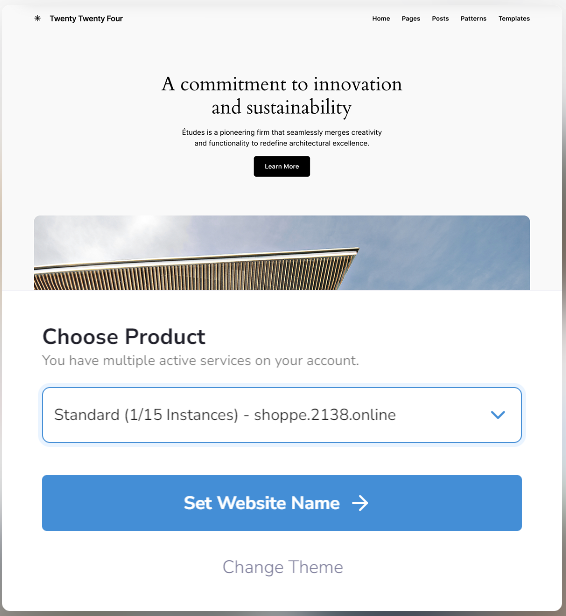 Twenty Twenty Four
Home Pages Posts Patterns Templates
A commitment to innovation
and sustainability
Études is a pioneering firm that seamlessly merges creativity
and functionality to redefine architectural excellence.
Learn More
Choose Product
You have multiple active services on your account.
Standard (1/15 Instances) - shoppe.2138.online
Set Website Name
Change Theme